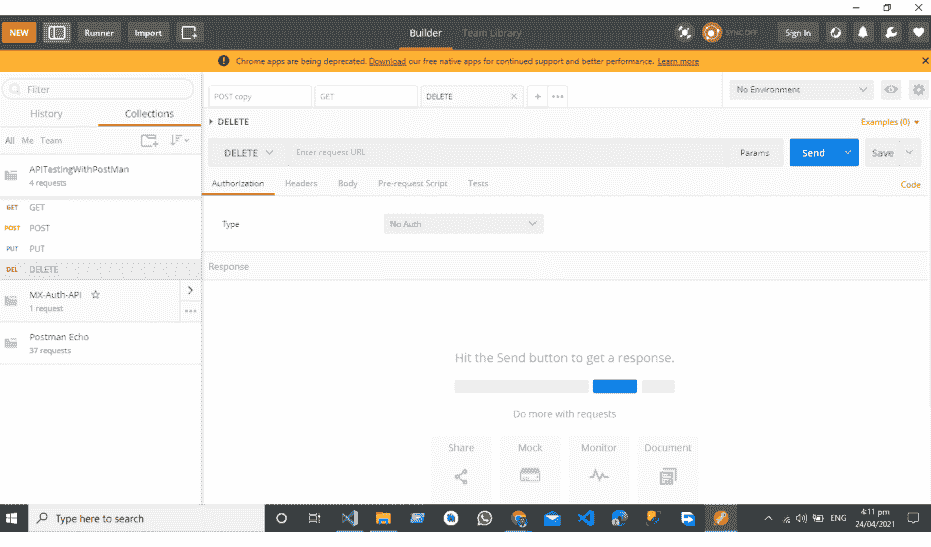 NEW Runner Import Builder Team Library SYNC OFF Sign In
Chrome apps are being deprecated. Download our free native apps for continued support and better performance. Learn more
Filter
History Collections
All Me Team
APITestingWithPostMan
4 requests
GET GET
POST POST
PUT PUT
DEL DELETE
MX-Auth-API
1 request
Postman Echo
37 requests
POST copy GET DELETE No Environment
DELETE Examples (0)
DELETE Enter request URL Params Send Save
Authorization Headers Body Pre-request Script Tests Code
Type No Auth
Response
Hit the Send button to get a response.
Do more with requests
Share Mock Monitor Document
Type here to search
ENG
4:11 pm
24/04/2021